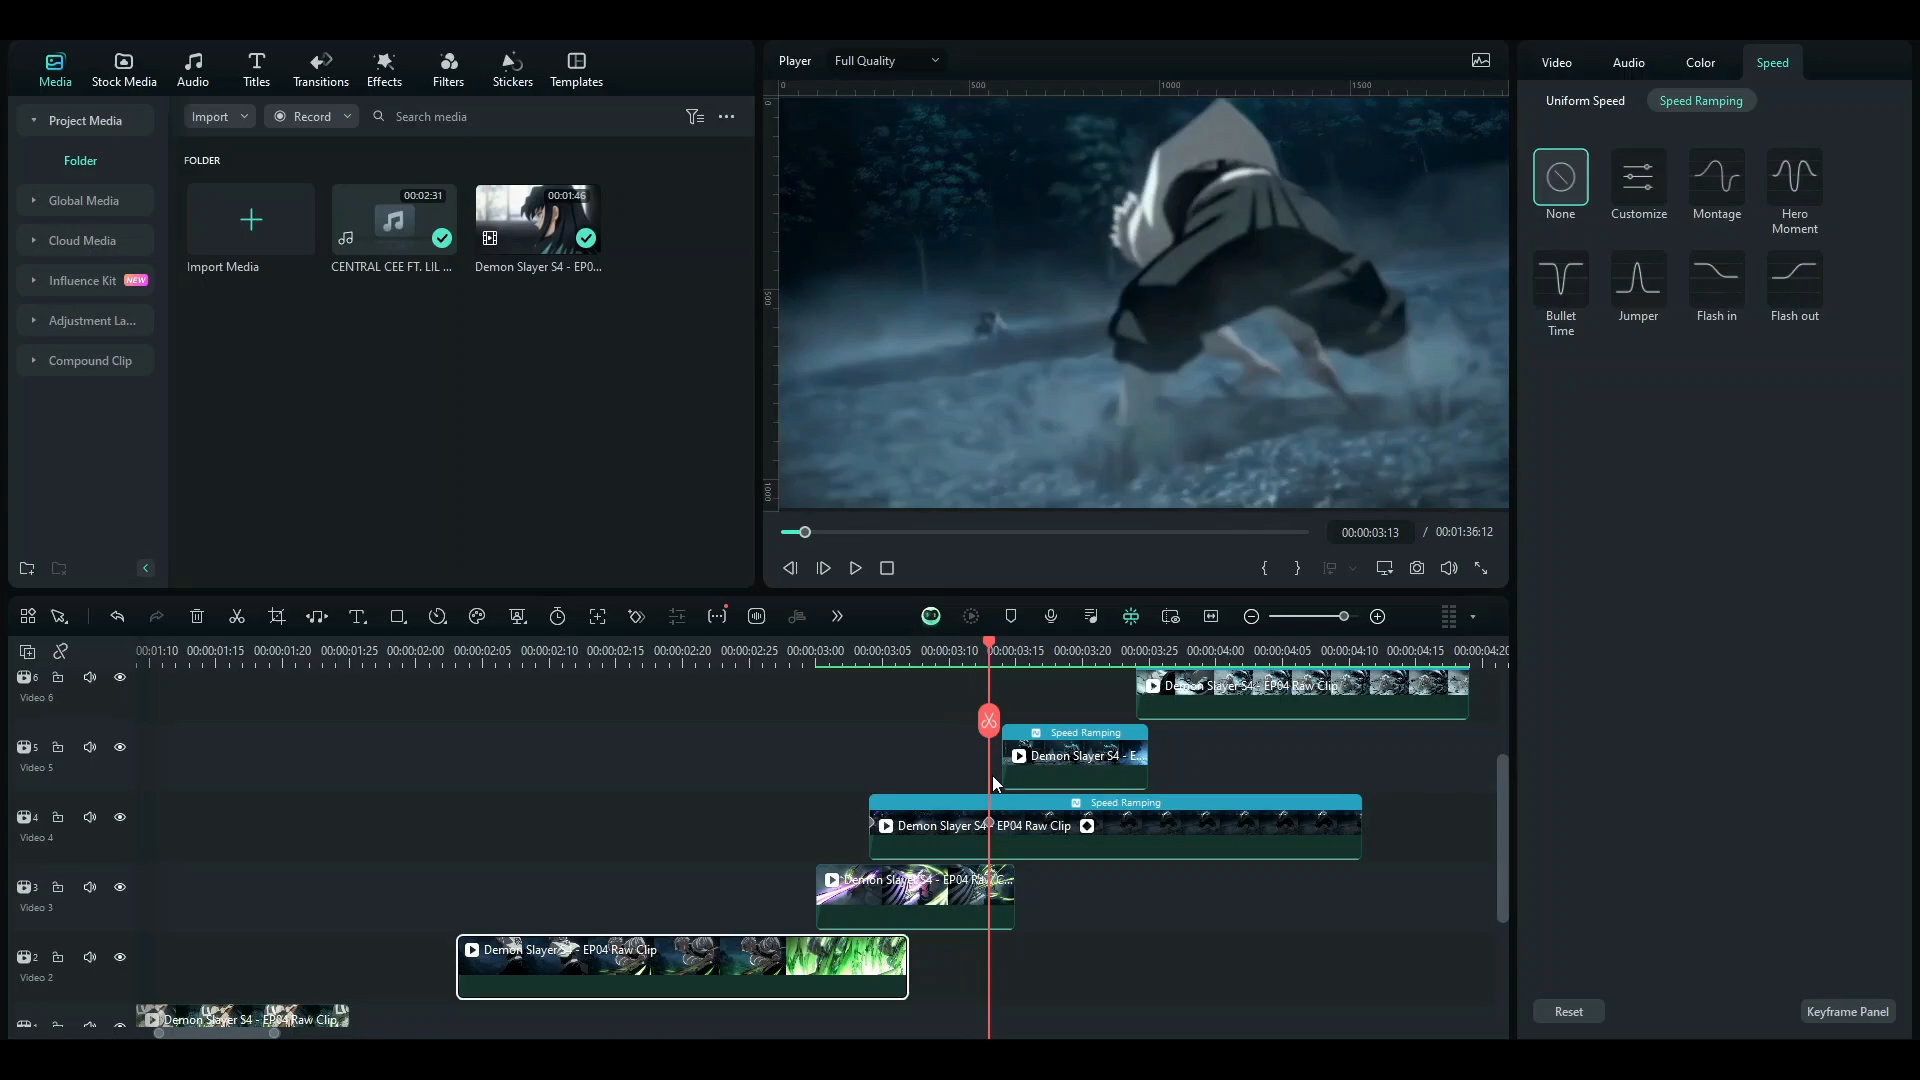 Media
Stock Media
Audio
Titles
Transitions
Effects
Filters
Stickers
Templates
Project Media
Folder
Global Media
Cloud Media
Influence Kit NEW
Adjustment La...
Compound Clip
Import
Record
Search media
FOLDER
00:02:31
00:01:46
Import Media
CENTRAL CEE FT. LIL ...
Demon Slayer S4 - EP0...
Player
Full Quality
0
500
1000
1500
0
500
1000
00:00:03:13 / 00:01:36:12
Video
Audio
Color
Speed
Uniform Speed
Speed Ramping
None
Customize
Montage
Hero
Moment
Bullet
Time
Jumper
Flash in
Flash out
Reset
Keyframe Panel
00:01:10
00:00:01:15
00:00:01:20
00:00:01:25
00:00:02:00
00:00:02:05
00:00:02:10
00:00:02:15
00:00:02:20
00:00:02:25
00:00:03:00
00:00:03:05
00:00:03:10
00:00:03:15
00:00:03:20
00:00:03:25
00:00:04:00
00:00:04:05
00:00:04:10
00:00:04:15
00:00:04:20
6
Video 6
Demon Slayer S4 - EP04 Raw Clip
5
Video 5
Speed Ramping
Demon Slayer S4 - E...
4
Video 4
Speed Ramping
Demon Slayer S4 - EP04 Raw Clip
3
Video 3
Demon Slayer S4 - EP04 Raw C...
2
Video 2
Demon Slayer S4 - EP04 Raw Clip
Demon Slayer S4 - EP04 Raw Clip